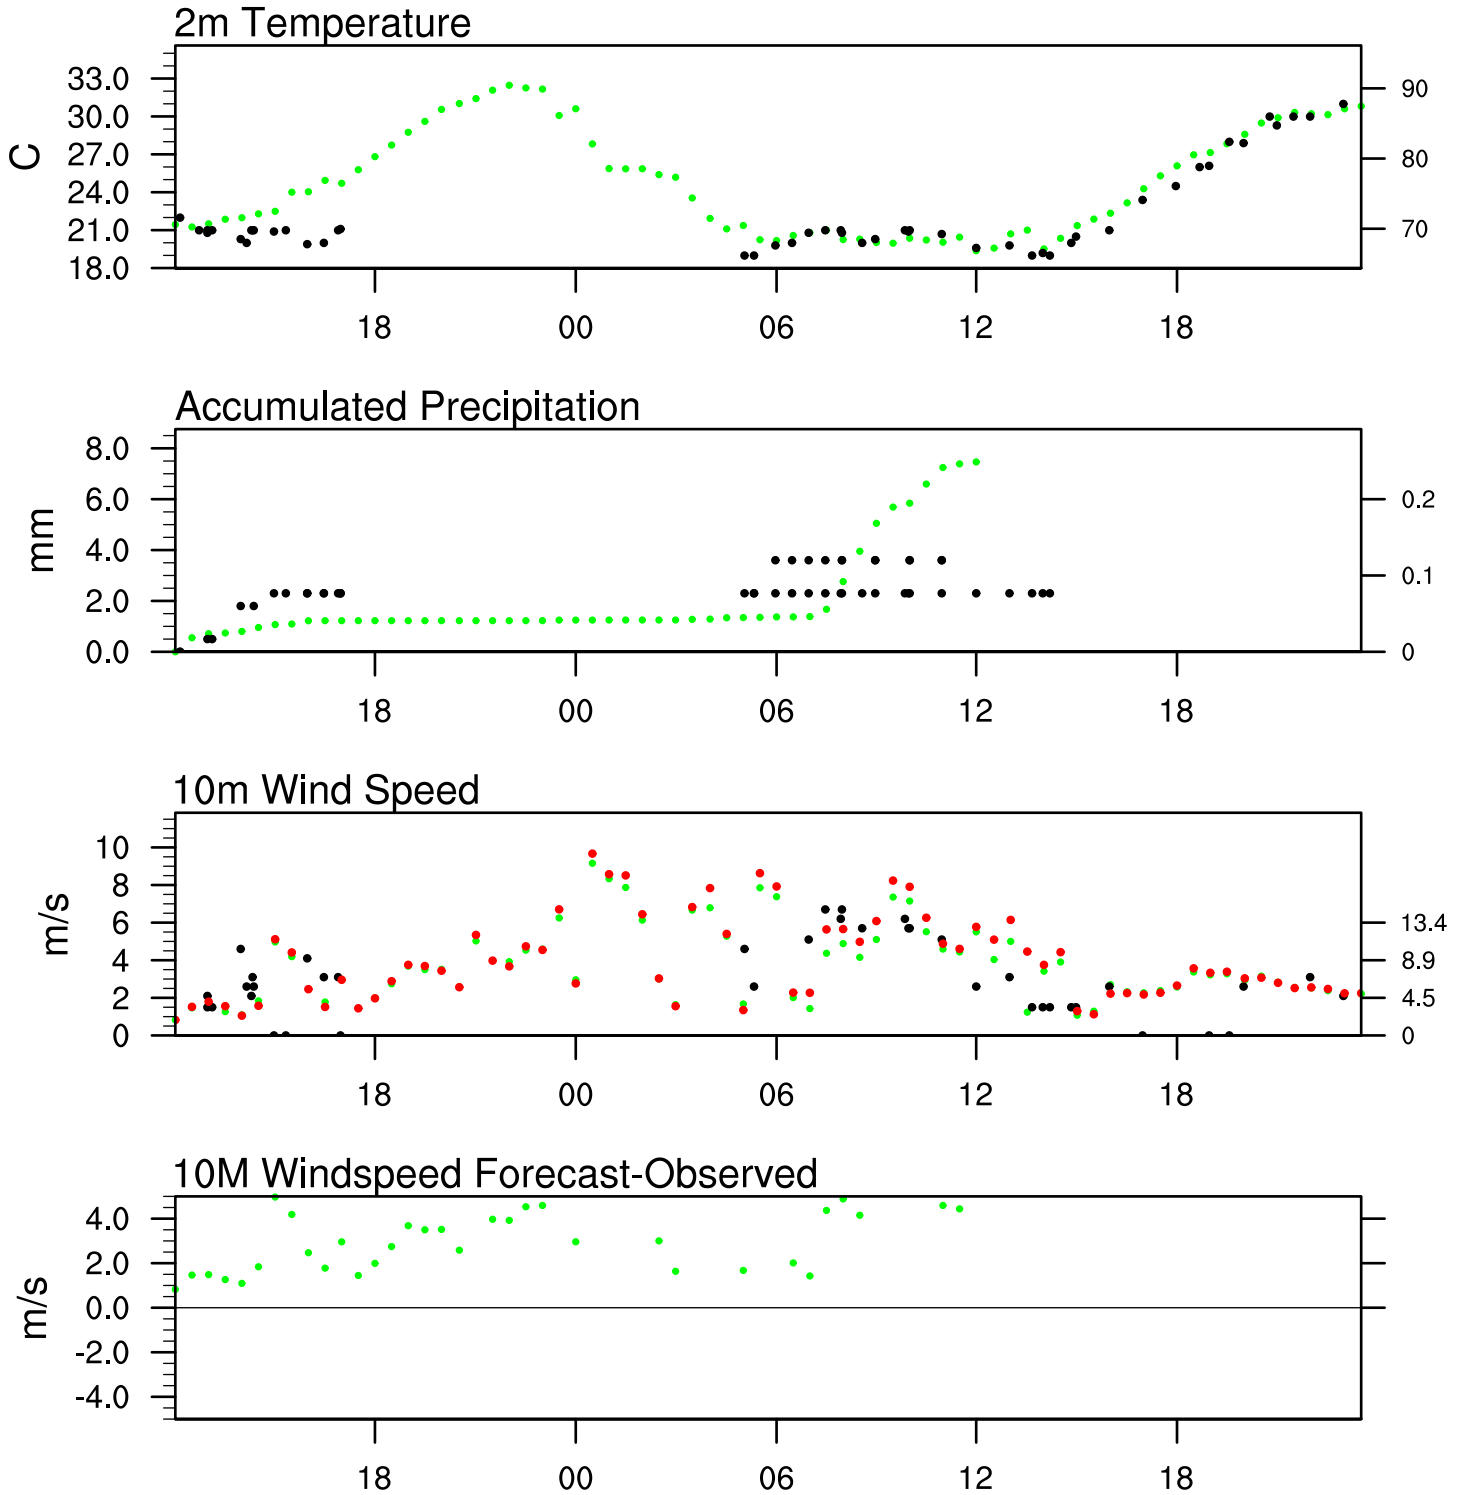 2m Temperature
33.0
30.0
27.0
24.0
21.0
18.0
C
90
80
70
18 00 06 12 18
Accumulated Precipitation
8.0
6.0
4.0
2.0
0.0
mm
0.2
0.1
0
18 00 06 12 18
10m Wind Speed
10
8
6
4
2
0
m/s
13.4
8.9
4.5
0
18 00 06 12 18
10M Windspeed Forecast-Observed
4.0
2.0
0.0
-2.0
-4.0
m/s
18 00 06 12 18